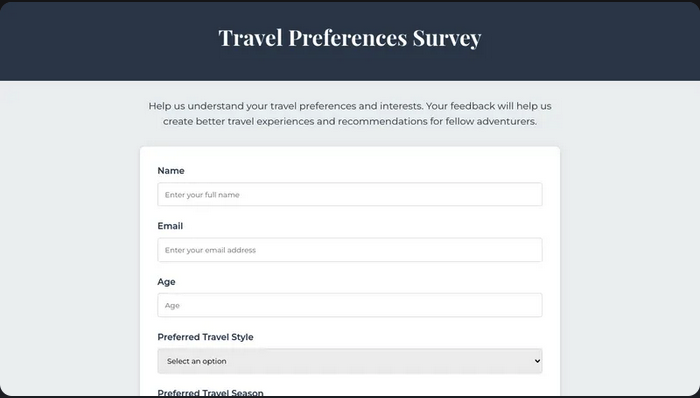 Travel Preferences Survey
Help us understand your travel preferences and interests. Your feedback will help us
create better travel experiences and recommendations for fellow adventurers.
Name
Enter your full name
Email
Enter your email address
Age
Age
Preferred Travel Style
Select an option
Preferred Travel Season